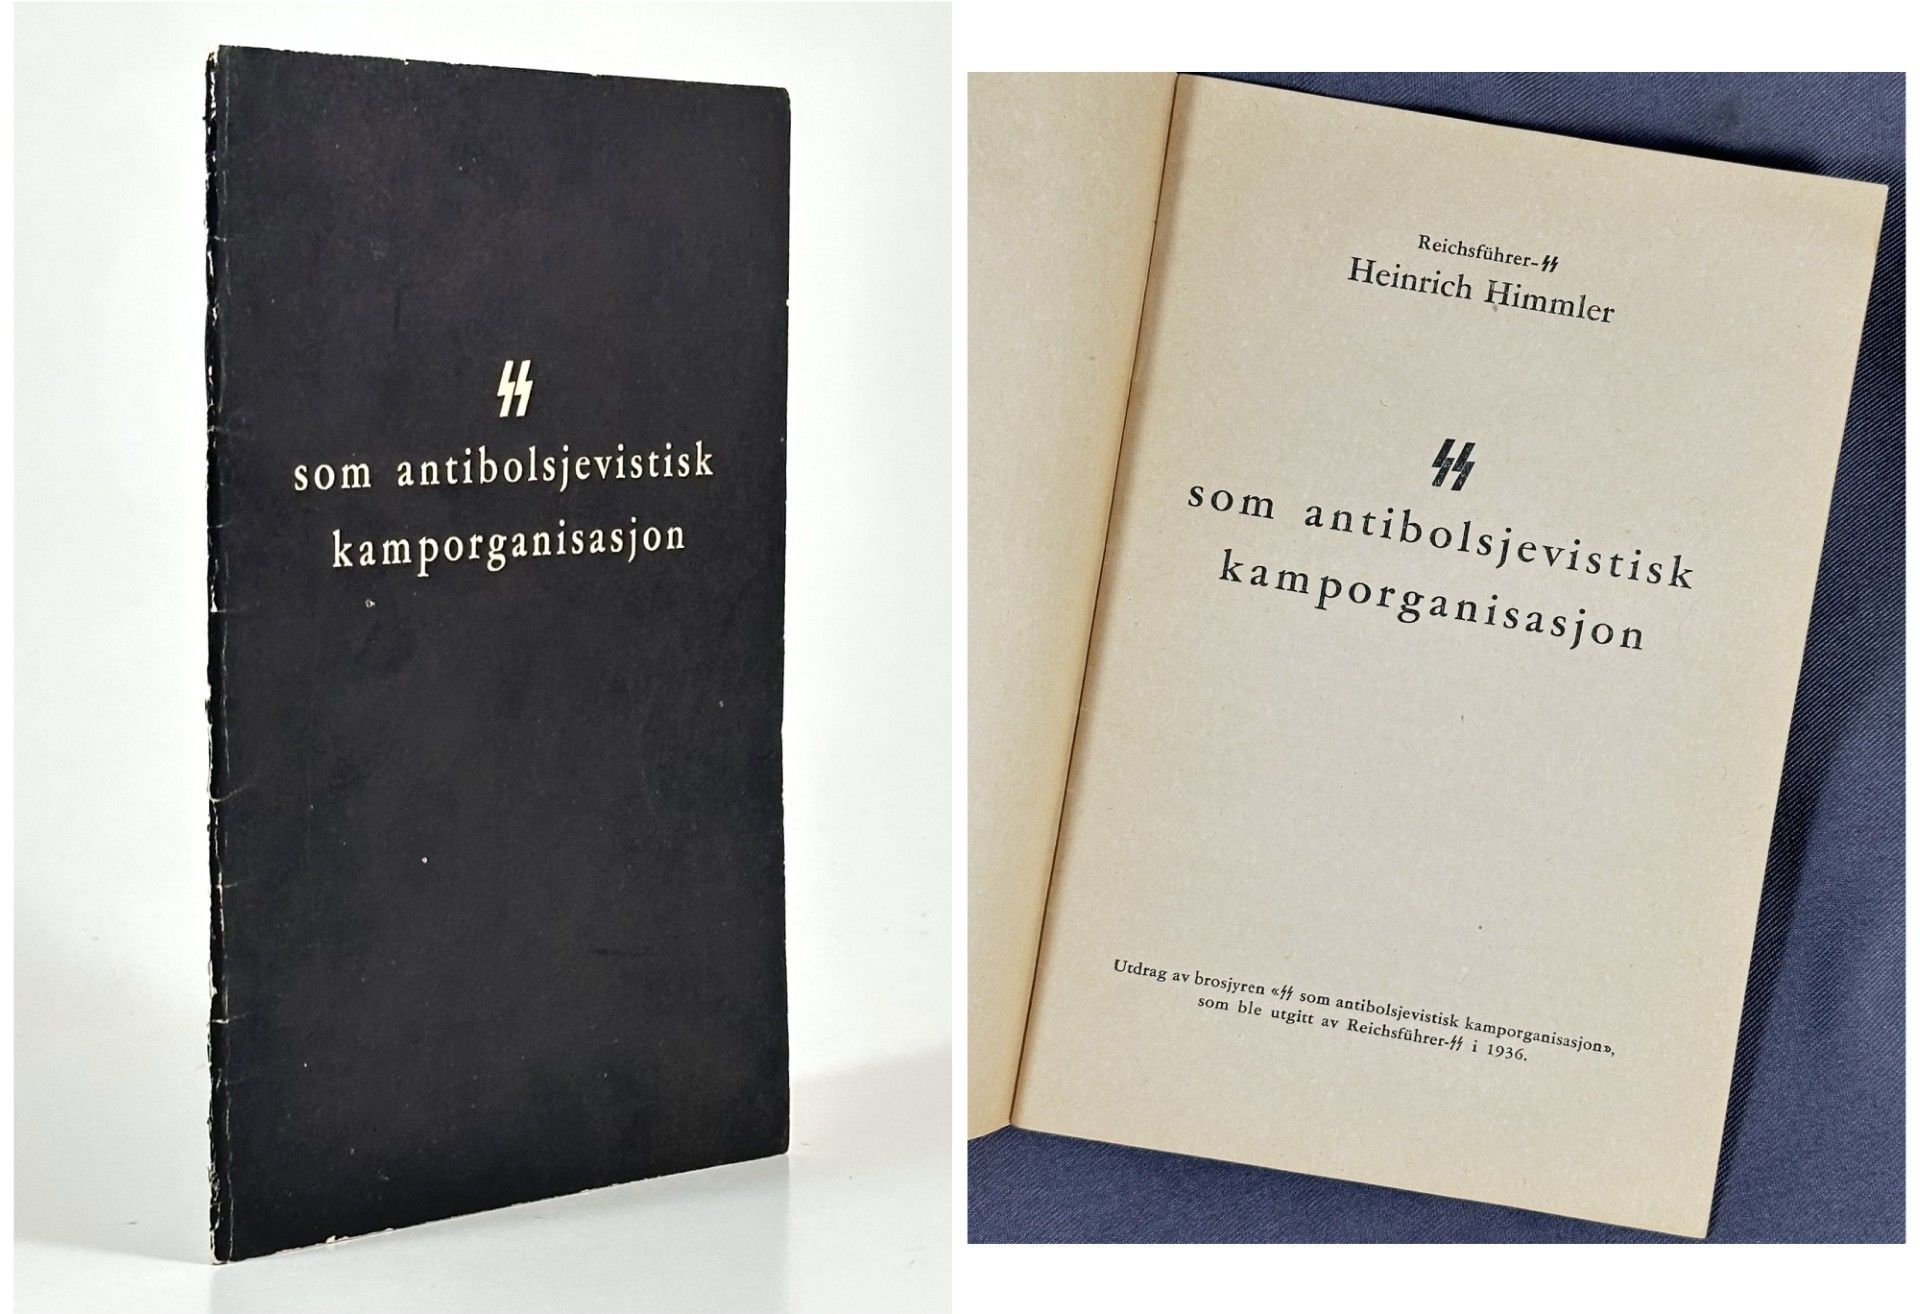 ᛋᛋ
som antibolsjevistisk
kamporganisasjon
Reichsführer-ᛋᛋ
Heinrich Himmler
ᛋᛋ
som antibolsjevistisk
kamporganisasjon
Utdrag av brosjyren «ᛋᛋ som antibolsjevistisk kamporganisasjon»,
som ble utgitt av Reichsführer-ᛋᛋ i 1936.